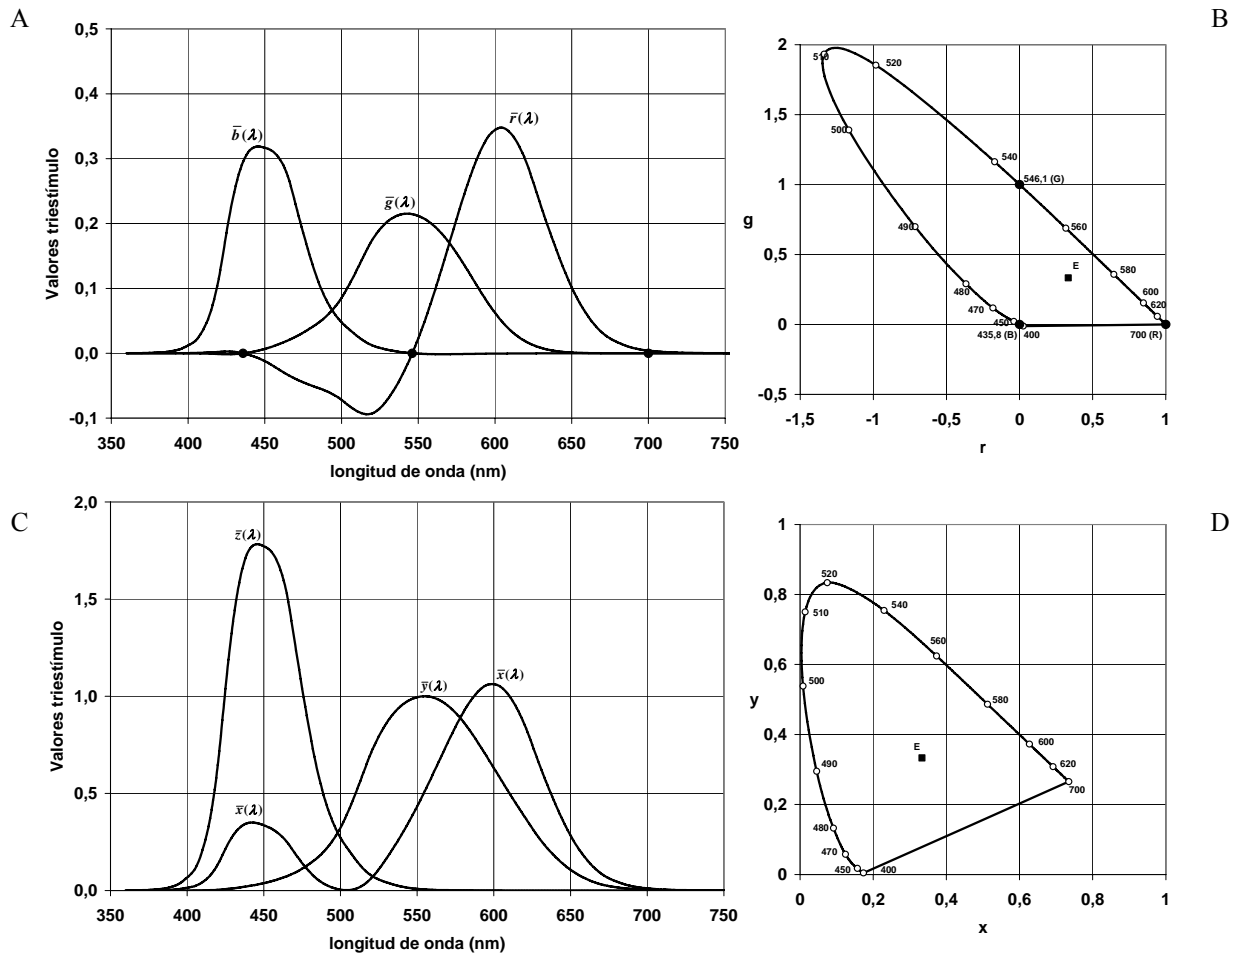 A
0,5
0,4
0,3
0,2
0,1
0,0
-0,1
Valores triestímulo
b̅(λ)
g̅(λ)
r̅(λ)
350 400 450 500 550 600 650 700 750
longitud de onda (nm)
B
2
1,5
1
0,5
0
-0,5
g
510
520
500
540
546,1 (G)
490
560
E
580
480
600
470
620
450
435,8 (B)
400
700 (R)
-1,5 -1 -0,5 0 0,5 1
r
C
2,0
1,5
1,0
0,5
0,0
Valores triestímulo
z̅(λ)
x̅(λ)
y̅(λ)
x̅(λ)
350 400 450 500 550 600 650 700 750
longitud de onda (nm)
D
1
0,8
0,6
0,4
0,2
0
y
520
510
540
560
500
580
E
600
490
620
700
480
470
450
400
0 0,2 0,4 0,6 0,8 1
x